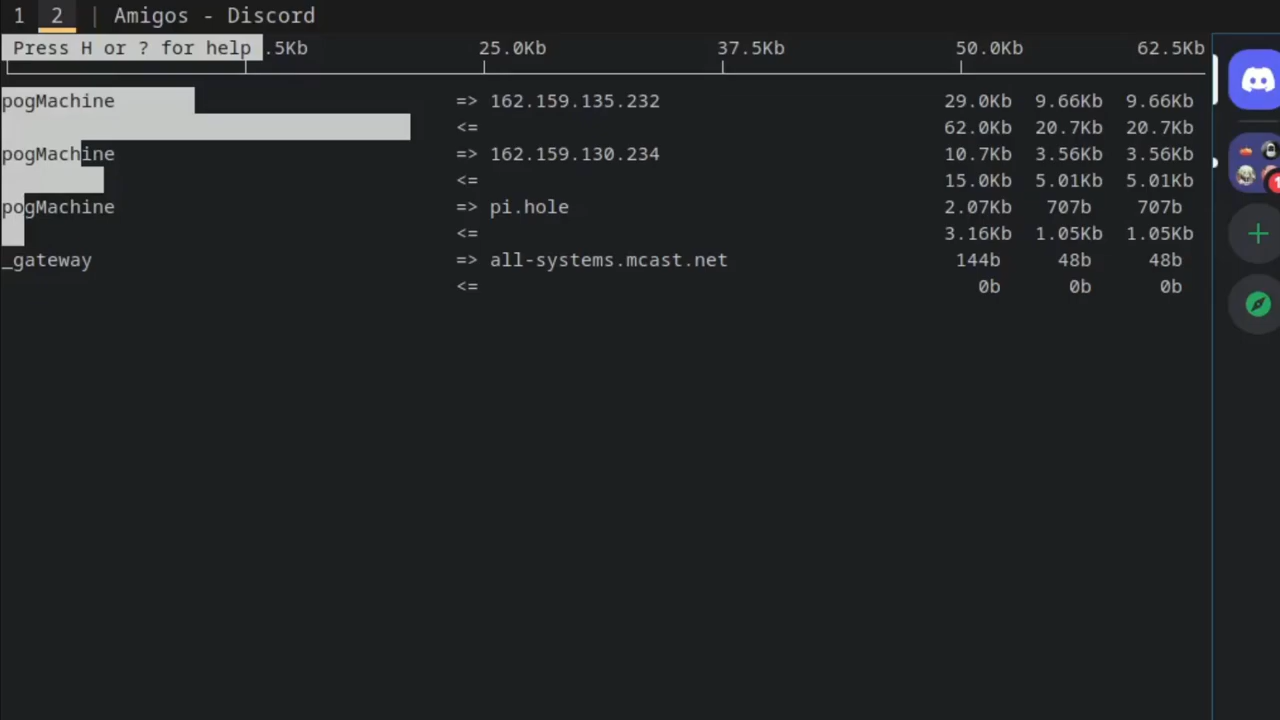 1 2 | Amigos - Discord
Press H or ? for help .5Kb 25.0Kb 37.5Kb 50.0Kb 62.5Kb
pogMachine => 162.159.135.232 29.0Kb 9.66Kb 9.66Kb
<= 62.0Kb 20.7Kb 20.7Kb
pogMachine => 162.159.130.234 10.7Kb 3.56Kb 3.56Kb
<= 15.0Kb 5.01Kb 5.01Kb
pogMachine => pi.hole 2.07Kb 707b 707b
<= 3.16Kb 1.05Kb 1.05Kb
_gateway => all-systems.mcast.net 144b 48b 48b
<= 0b 0b 0b
1